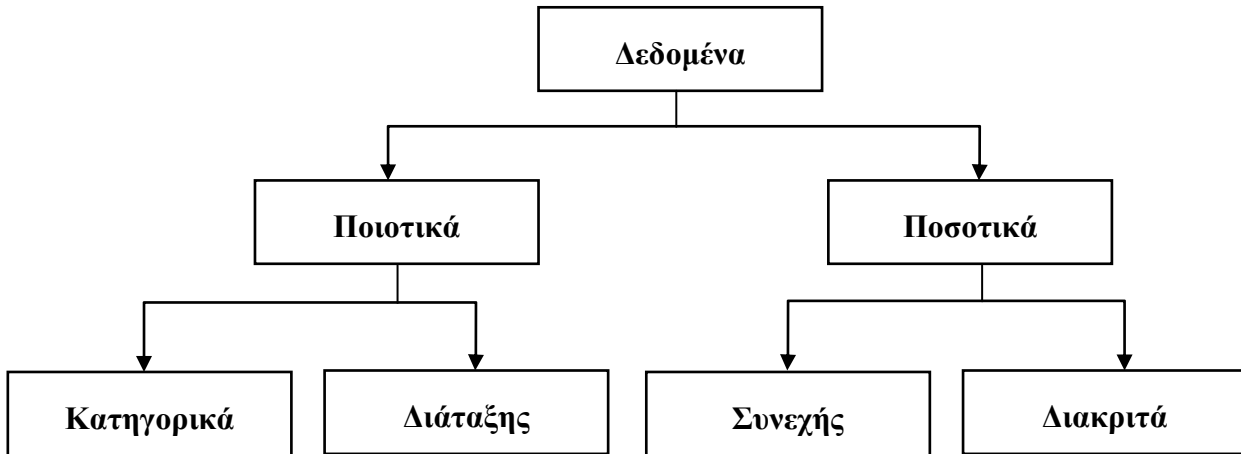 Δεδομένα
Ποιοτικά
Ποσοτικά
Κατηγορικά
Διάταξης
Συνεχής
Διακριτά